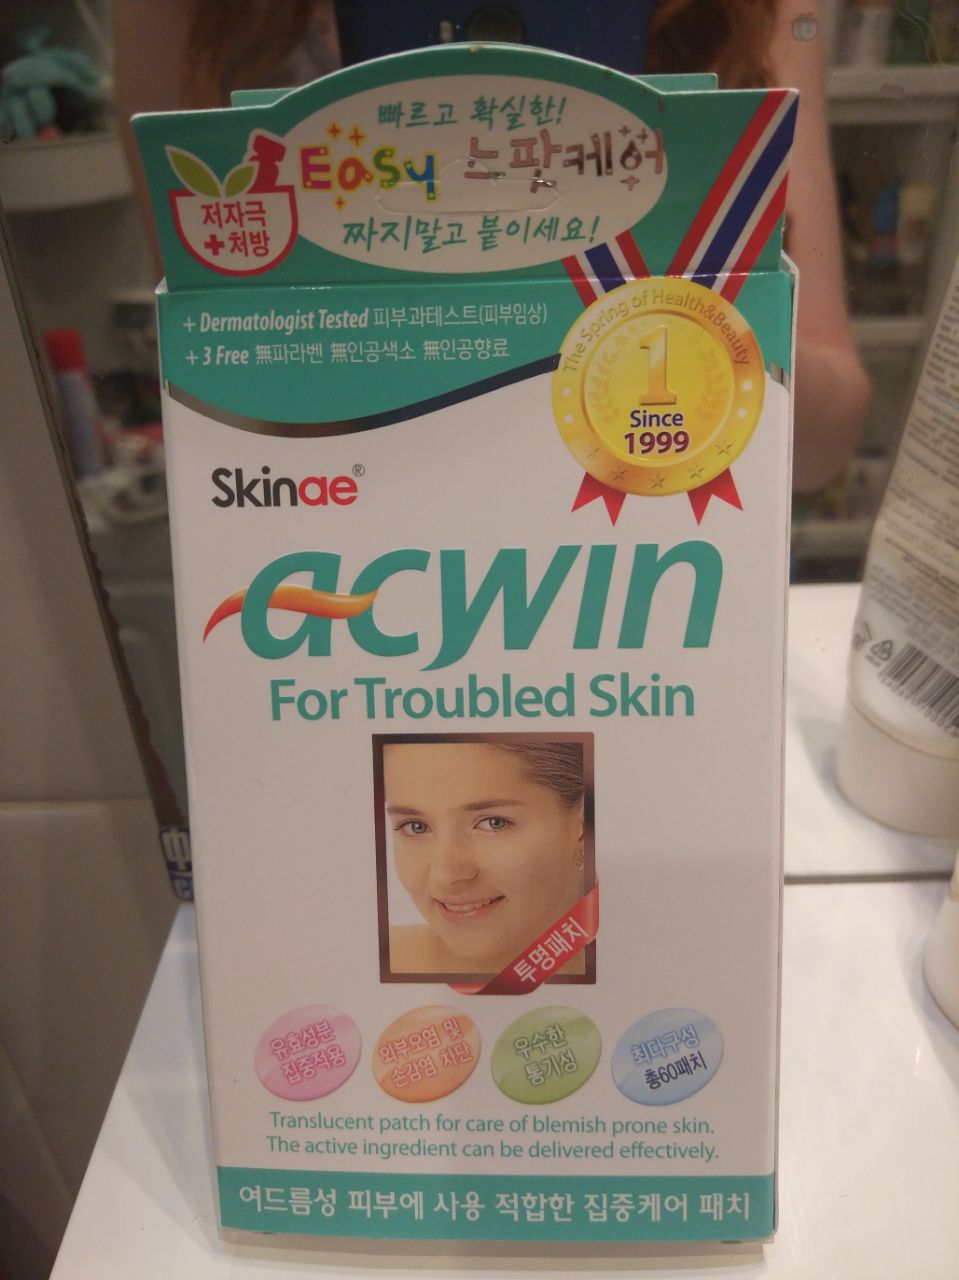 빠르고 확실한!
Easy 노팟케어
짜지말고 붙이세요!
저자극
+처방
+ Dermatologist Tested 피부과테스트(피부임상)
+ 3 Free 無파라벤 無인공색소 無인공향료
The Spring of Health&Beauty
1
Since
1999
Skinae®
acwin
For Troubled Skin
투명패치
유효성분
집중적용
외부오염 및
손감염 차단
우수한
통기성
최다구성
총60패치
Translucent patch for care of blemish prone skin.
The active ingredient can be delivered effectively.
여드름성 피부에 사용 적합한 집중케어 패치